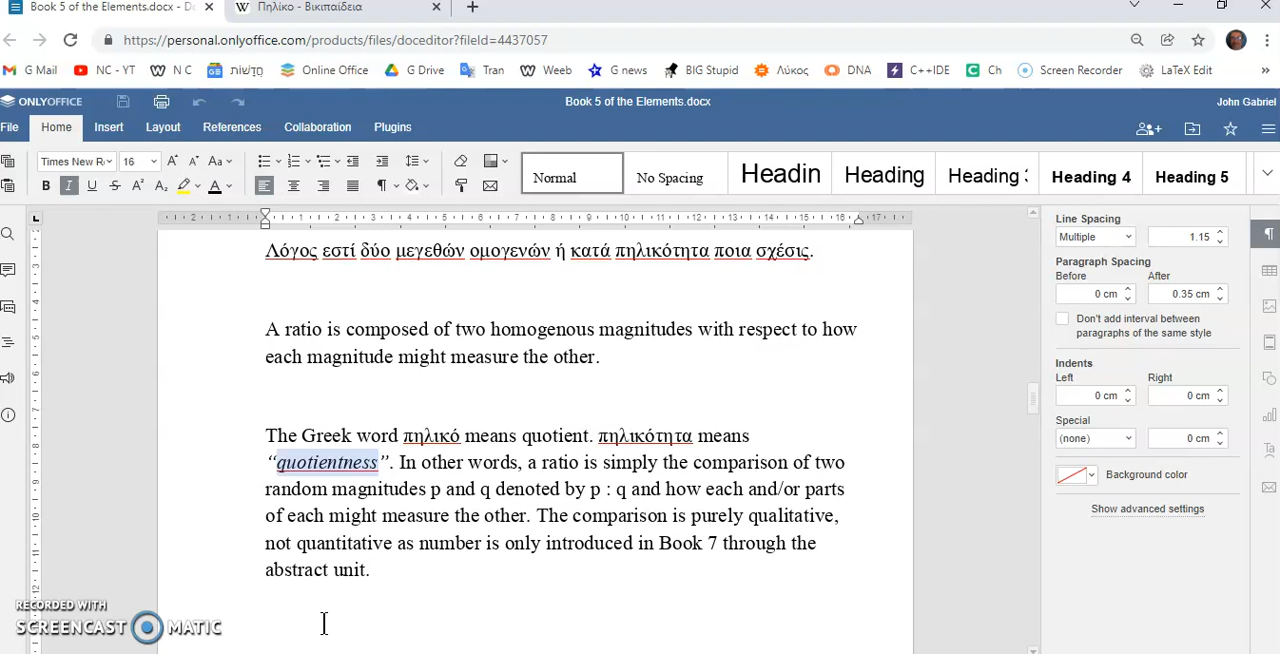 Book 5 of the Elements.docx - Do
Πηλίκο - Βικιπαίδεια
https://personal.onlyoffice.com/products/files/doceditor?fileId=4437057
G Mail NC - YT N C חֲדָשׁוֹת Online Office G Drive Tran Weeb G news BIG Stupid Λύκος DNA C++IDE Ch Screen Recorder LaTeX Edit »
ONLYOFFICE Book 5 of the Elements.docx John Gabriel
File Home Insert Layout References Collaboration Plugins
Times New R 16 Normal No Spacing Headin Heading Heading 3 Heading 4 Heading 5
Λόγος εστί δύο μεγεθών ομογενών ή κατά πηλικότητα ποια σχέσις.
A ratio is composed of two homogenous magnitudes with respect to how
each magnitude might measure the other.
The Greek word πηλικό means quotient. πηλικότητα means
“quotientness”. In other words, a ratio is simply the comparison of two
random magnitudes p and q denoted by p : q and how each and/or parts
of each might measure the other. The comparison is purely qualitative,
not quantitative as number is only introduced in Book 7 through the
abstract unit.
Line Spacing
Multiple 1.15
Paragraph Spacing
Before After
0 cm 0.35 cm
Don't add interval between
paragraphs of the same style
Indents
Left Right
0 cm 0 cm
Special
(none) 0 cm
Background color
Show advanced settings
RECORDED WITH
SCREENCAST MATIC